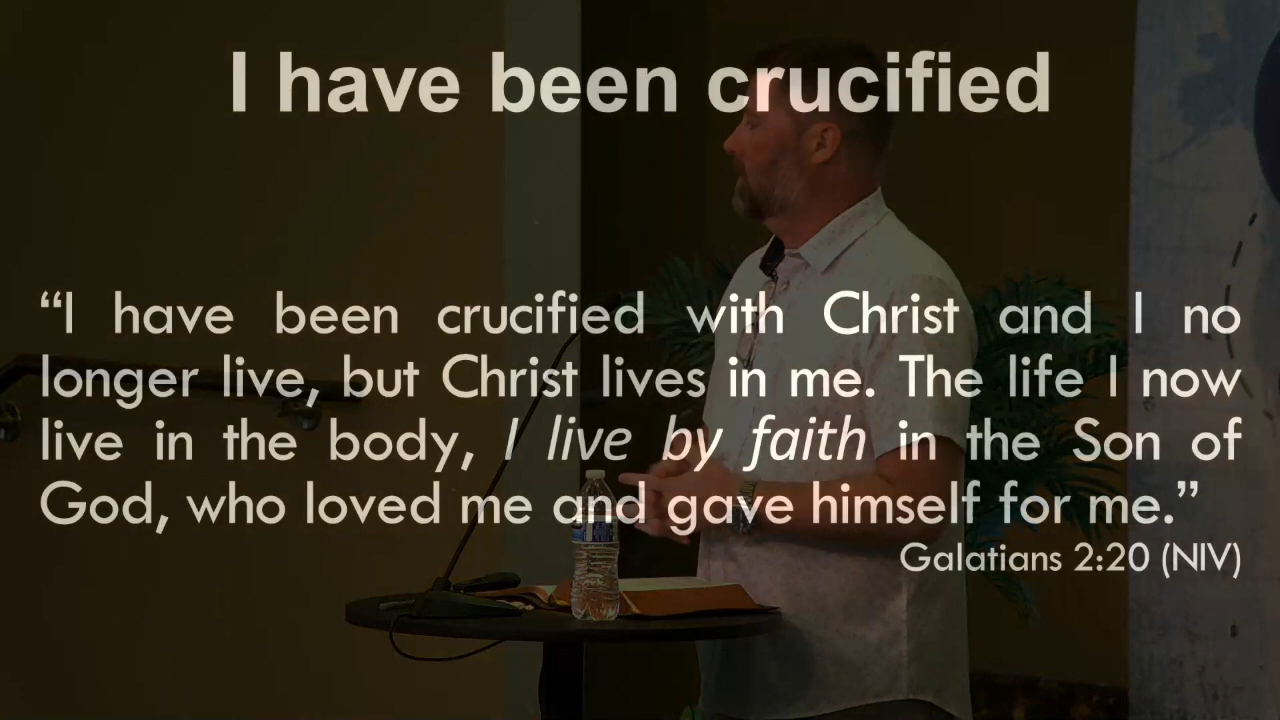 I have been crucified
“I have been crucified with Christ and I no
longer live, but Christ lives in me. The life I now
live in the body, I live by faith in the Son of
God, who loved me and gave himself for me.”
Galatians 2:20 (NIV)